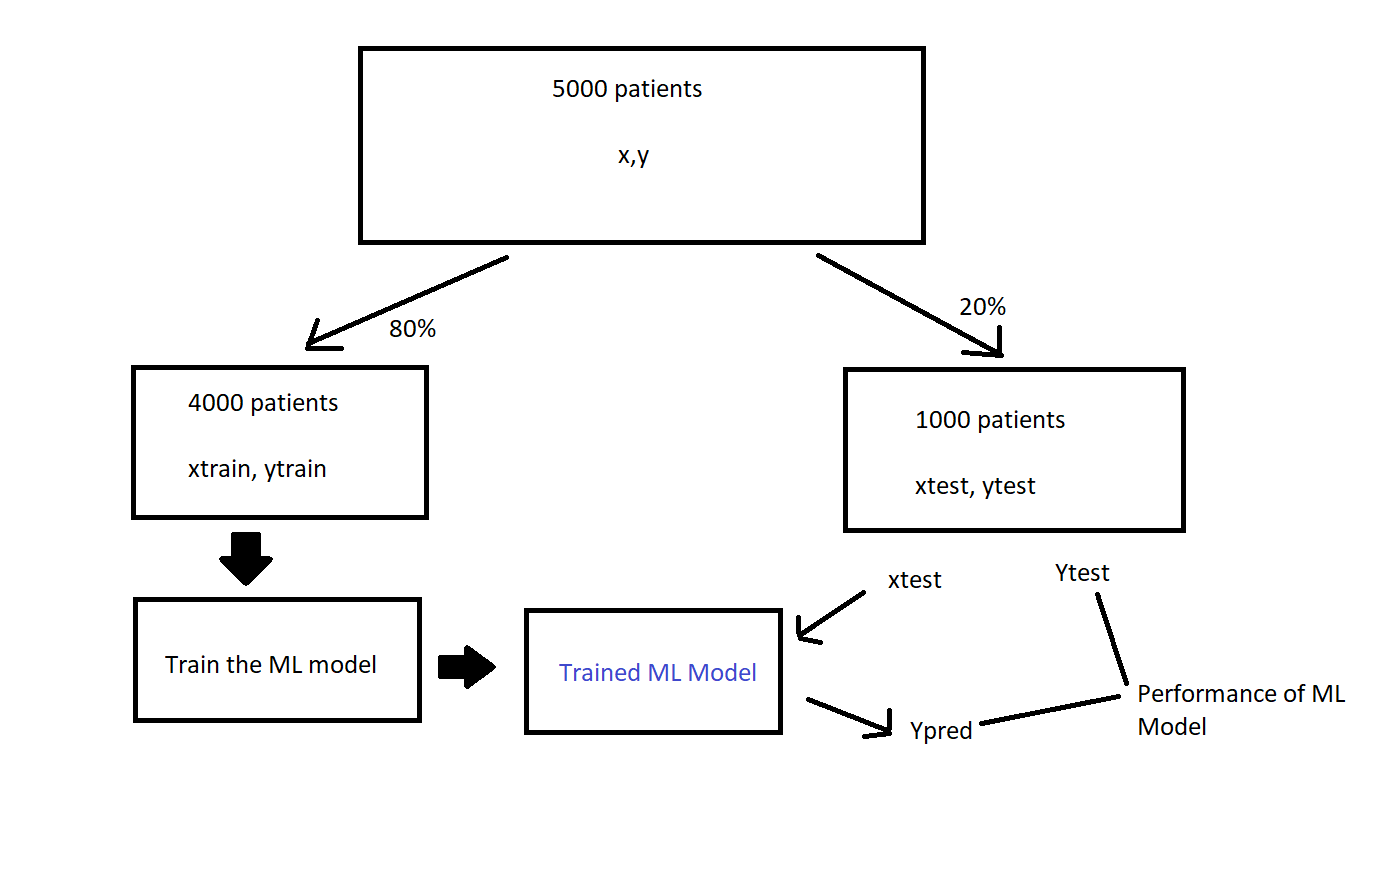 5000 patients
x,y
80%
20%
4000 patients
xtrain, ytrain
1000 patients
xtest, ytest
xtest
Ytest
Train the ML model
Trained ML Model
Ypred
Performance of ML
Model